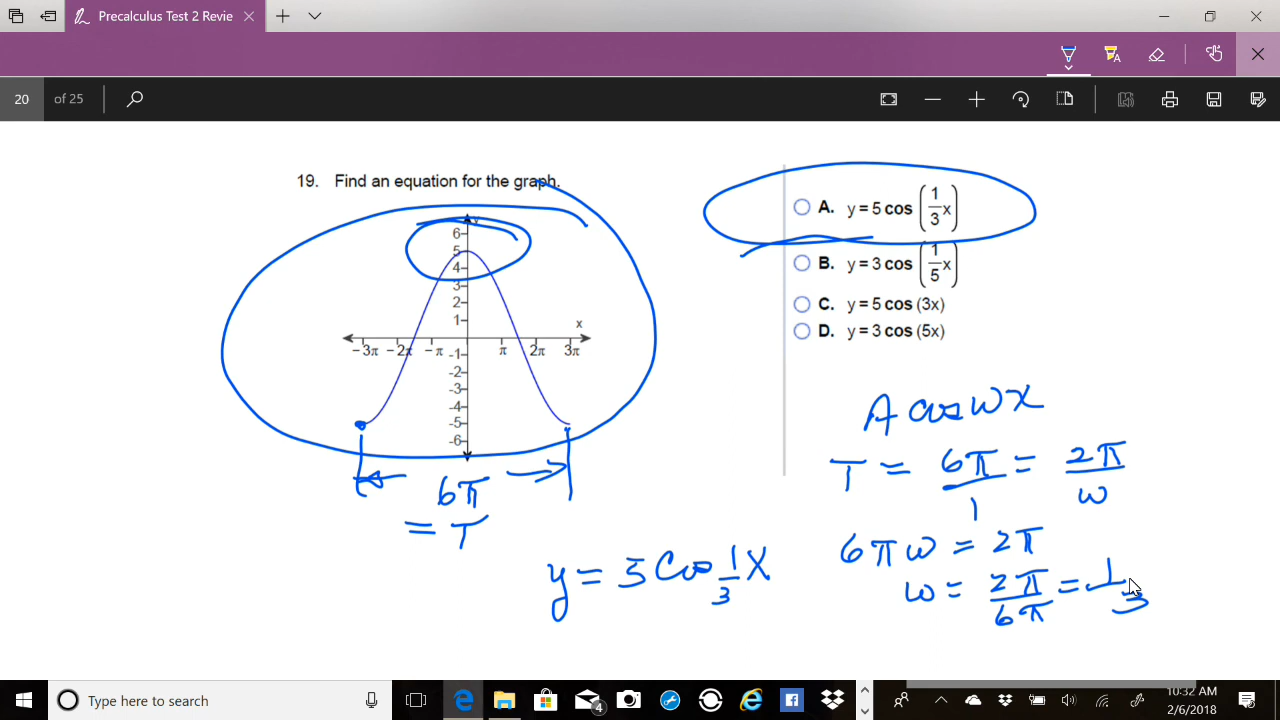 Precalculus Test 2 Revie
20 of 25
19. Find an equation for the graph.
y
6
5
4
3
2
1
x
-3π -2π -π π 2π 3π
-1
-2
-3
-4
-5
-6
6π
= T
A. y = 5 cos (1/3 x)
B. y = 3 cos (1/5 x)
C. y = 5 cos (3x)
D. y = 3 cos (5x)
A cos ω x
T = 6π/1 = 2π/ω
6πω = 2π
ω = 2π/6π = 1/3
y = 5 Cos 1/3 X
Type here to search
4
10:32 AM
2/6/2018